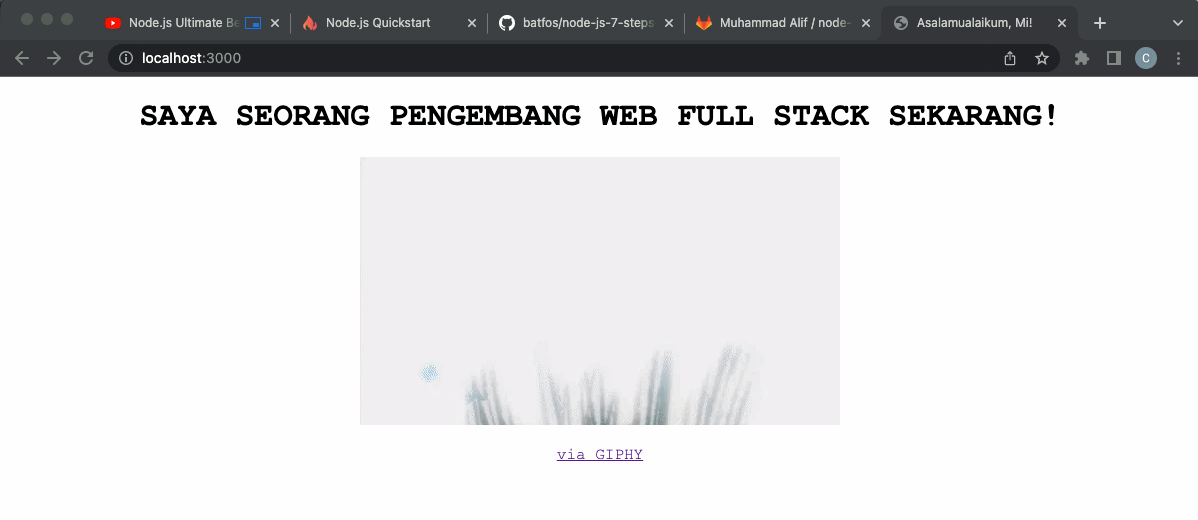 Node.js Ultimate Be
Node.js Quickstart
batfos/node-js-7-steps
Muhammad Alif / node-
Asalamualaikum, Mi!
localhost:3000
C
SAYA SEORANG PENGEMBANG WEB FULL STACK SEKARANG!
via GIPHY